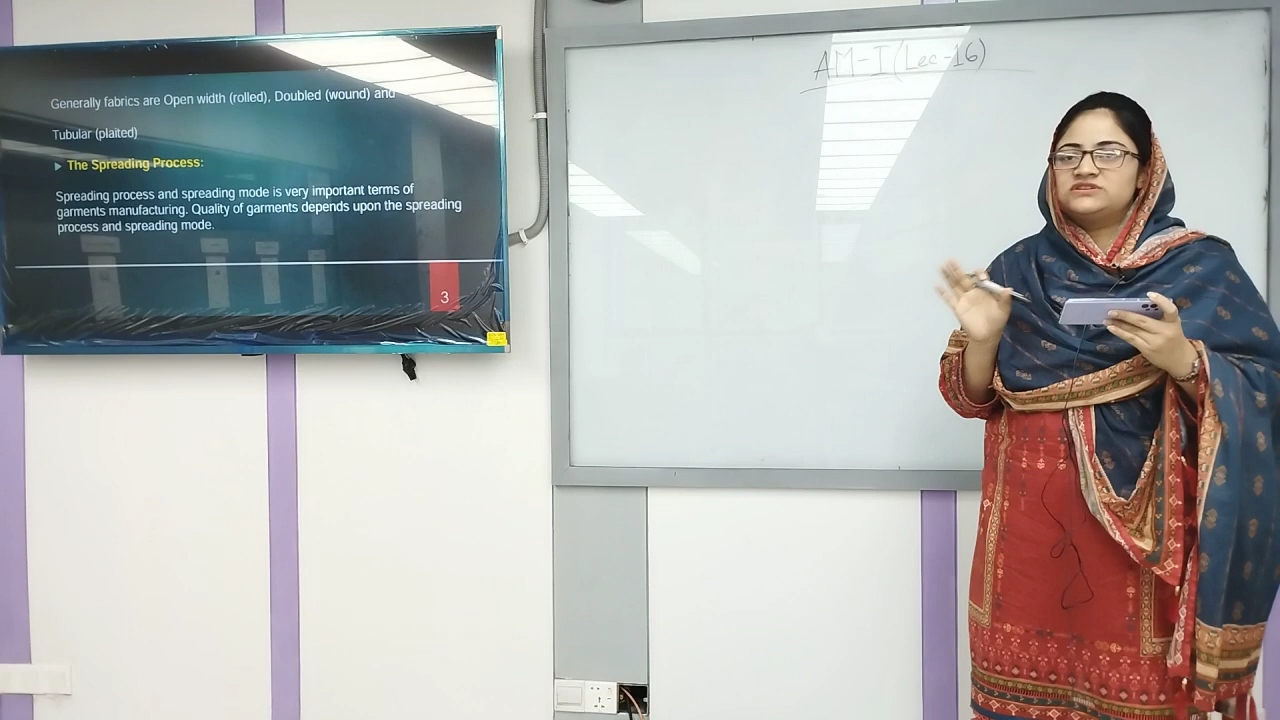 Generally fabrics are Open width (rolled), Doubled (wound) and
Tubular (plaited)
The Spreading Process:
Spreading process and spreading mode is very important terms of
garments manufacturing. Quality of garments depends upon the spreading
process and spreading mode.
3
AM-I (Lec-16)